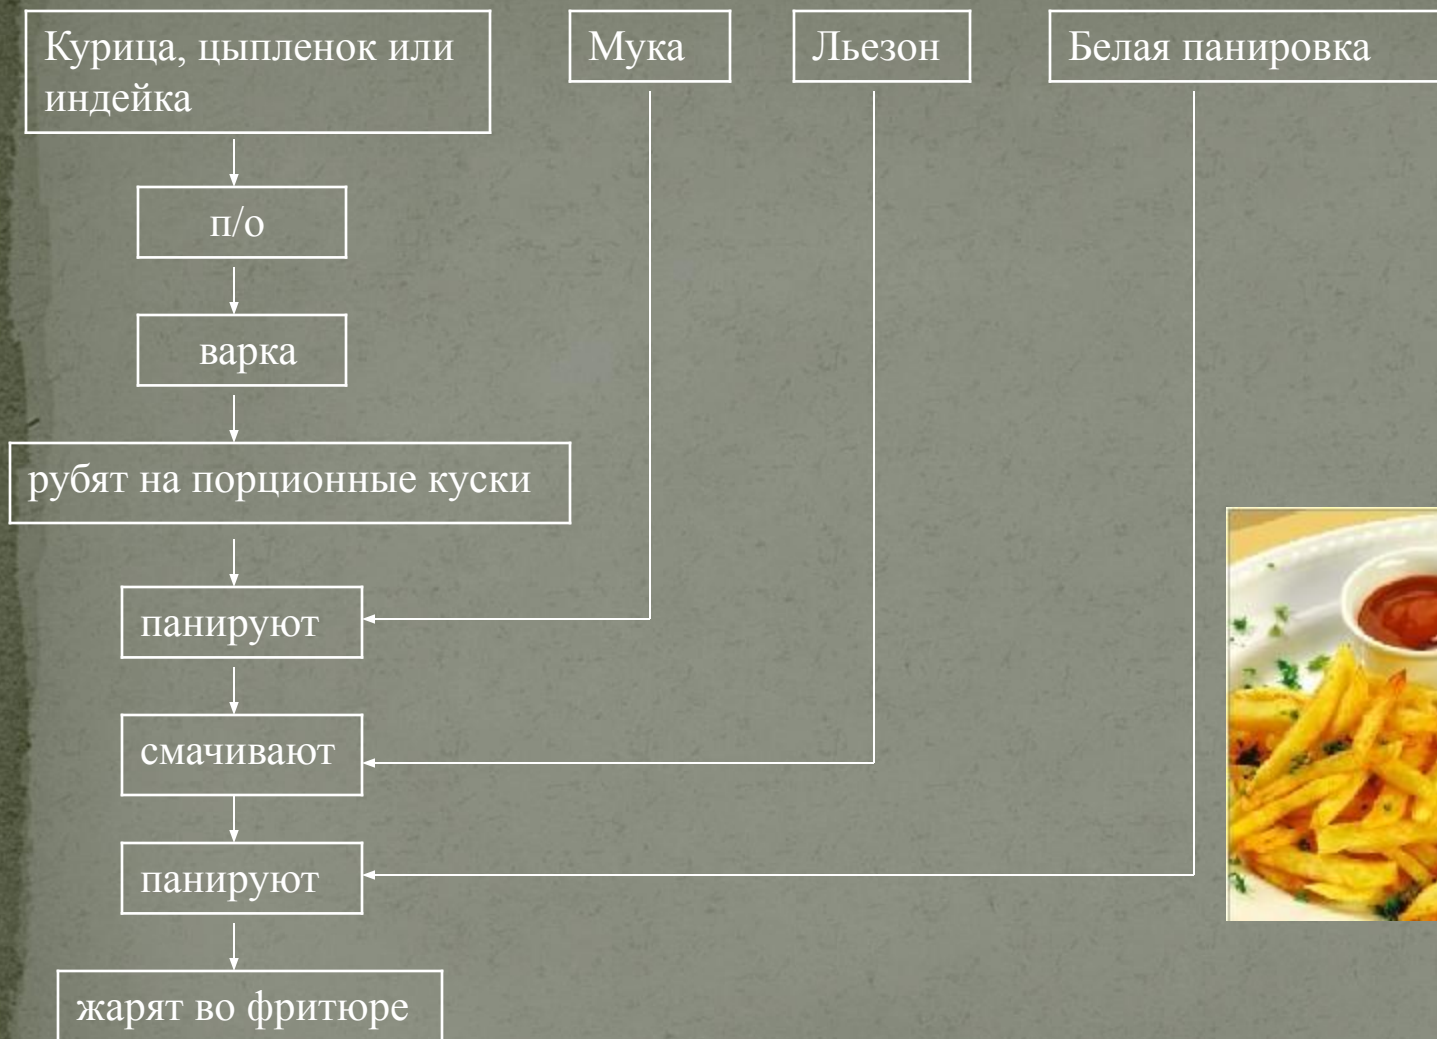 Курица, цыпленок или
индейка
Мука
Льезон
Белая панировка
п/о
варка
рубят на порционные куски
панируют
смачивают
панируют
жарят во фритюре